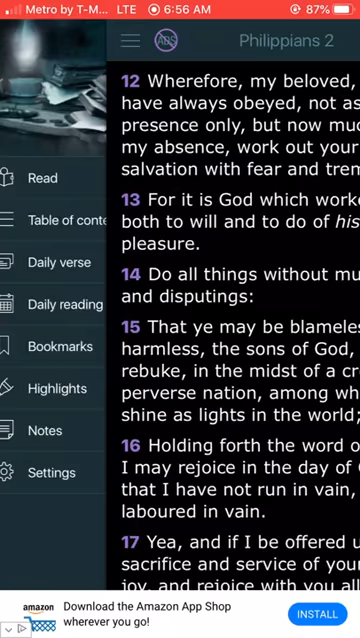 Metro by T-M... LTE 6:56 AM 87%
ADS
Philippians 2
Read
Table of conte
Daily verse
Daily reading
Bookmarks
Highlights
Notes
Settings
12 Wherefore, my beloved,
have always obeyed, not as
presence only, but now muc
my absence, work out your
salvation with fear and trem
13 For it is God which worke
both to will and to do of his
pleasure.
14 Do all things without mu
and disputings:
15 That ye may be blameles
harmless, the sons of God,
rebuke, in the midst of a cr
perverse nation, among wh
shine as lights in the world;
16 Holding forth the word o
I may rejoice in the day of
that I have not run in vain,
laboured in vain.
17 Yea, and if I be offered u
sacrifice and service of your
joy, and rejoice with you all
amazon
Download the Amazon App Shop
wherever you go!
INSTALL